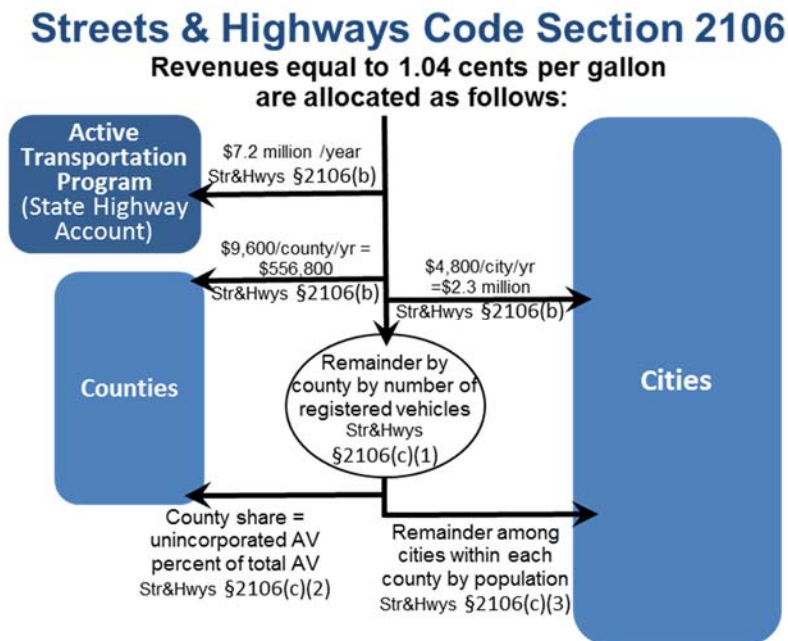 Streets & Highways Code Section 2106
Revenues equal to 1.04 cents per gallon
are allocated as follows:
Active
Transportation
Program
(State Highway
Account)
$7.2 million /year
Str&Hwys §2106(b)
$9,600/county/yr =
$556,800
Str&Hwys §2106(b)
$4,800/city/yr
=$2.3 million
Str&Hwys §2106(b)
Counties
Remainder by
county by number of
registered vehicles
Str&Hwys
§2106(c)(1)
Cities
County share =
unincorporated AV
percent of total AV
Str&Hwys §2106(c)(2)
Remainder among
cities within each
county by population
Str&Hwys §2106(c)(3)